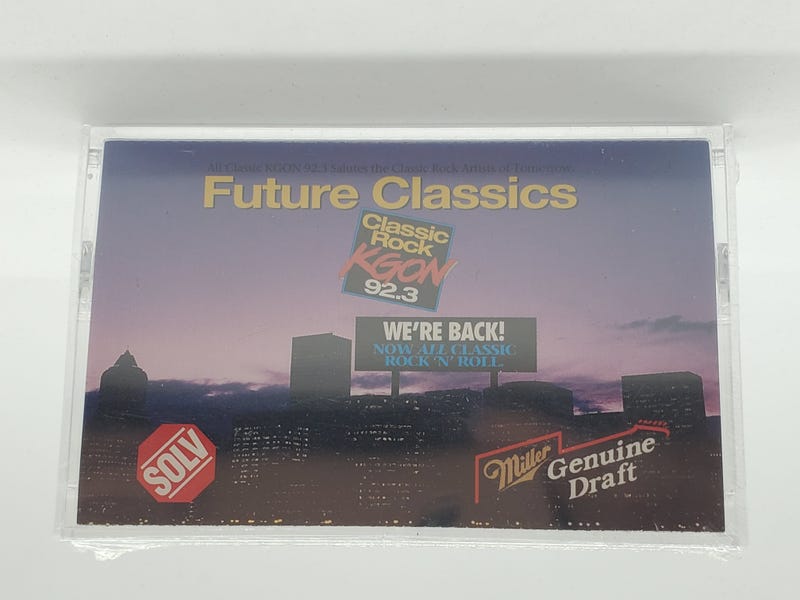 All Classic KGON 92.3 Salutes the Classic Rock Artists of Tomorrow.
Future Classics
Classic
Rock
KGON
92.3
WE'RE BACK!
NOW ALL CLASSIC
ROCK 'N' ROLL.
SOLV
Miller
Genuine
Draft